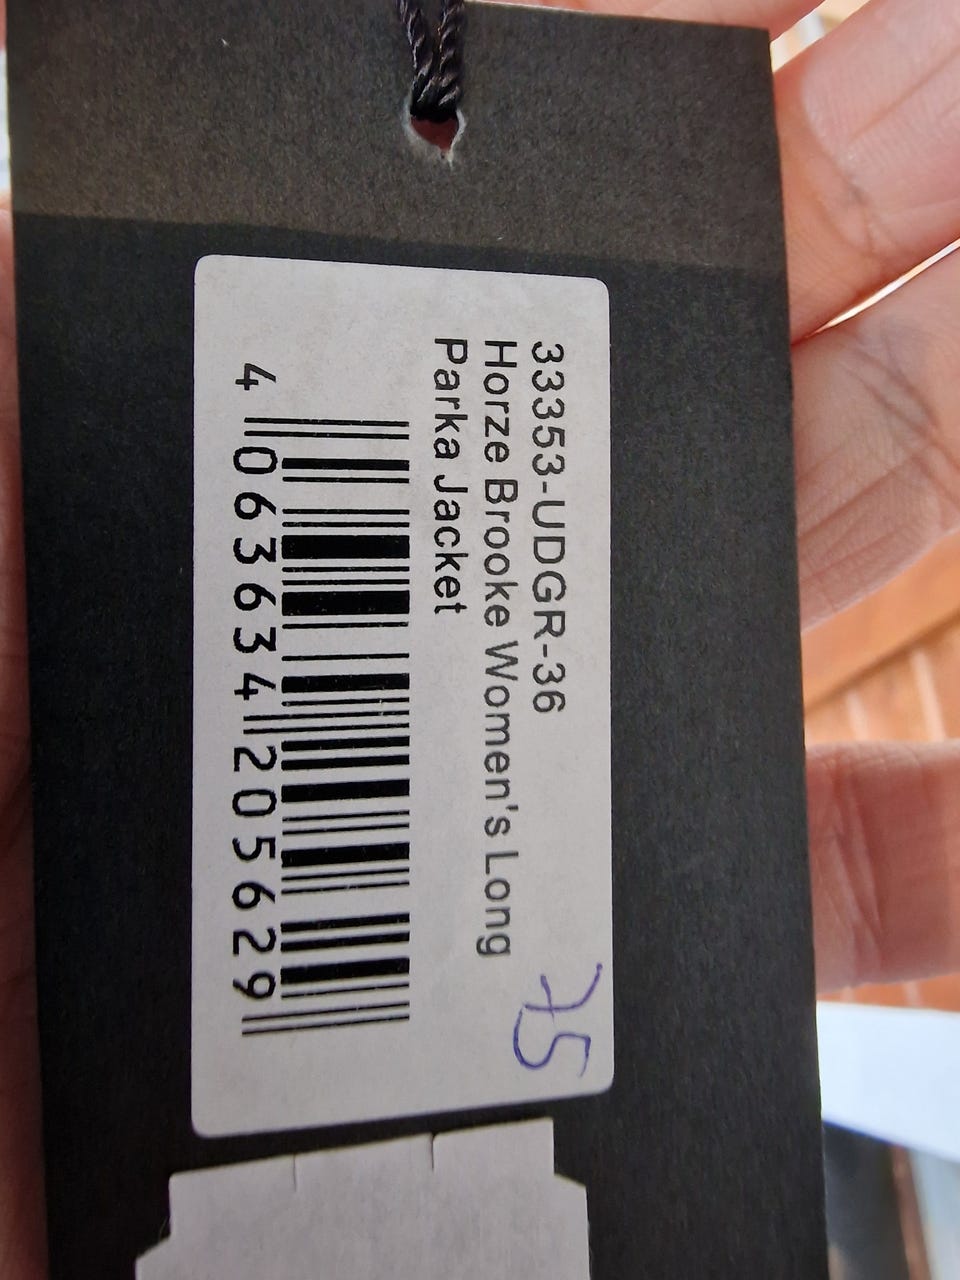 33353-UDGR-36
Horze Brooke Women's Long
Parka Jacket
75
4 063634 205629